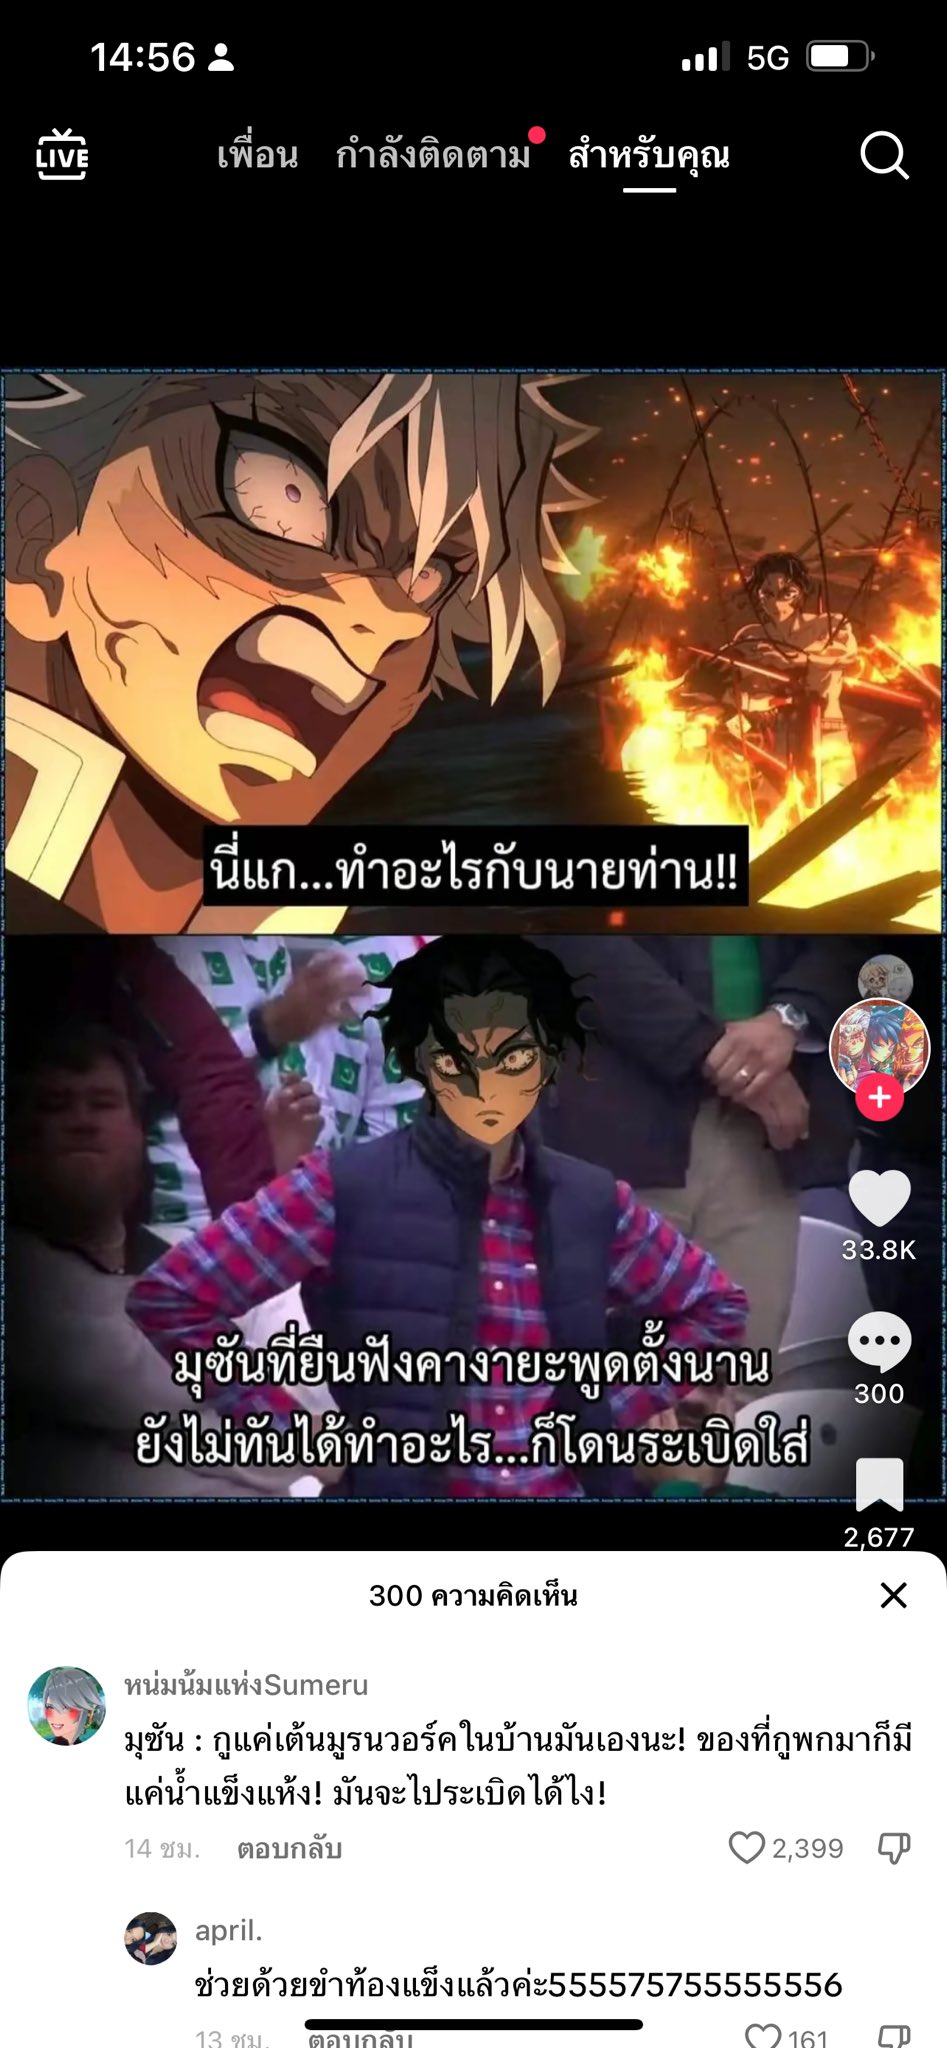 14:56
5G
LIVE
เพื่อน
กำลังติดตาม
สำหรับคุณ
นี่แก...ทำอะไรกับนายท่าน!!
มุซันที่ยืนฟังคางายะพูดตั้งนาน
ยังไม่ทันได้ทำอะไร...ก็โดนระเบิดใส่
33.8K
300
2,677
300 ความคิดเห็น
หน่มน้มแห่งSumeru
มุซัน : กูแค่เต้นมูรนวอร์คในบ้านมันเองนะ! ของที่กูพกมาก็มี
แค่น้ำแข็งแห้ง! มันจะไประเบิดได้ไง!
14 ชม.
ตอบกลับ
2,399
april.
ช่วยด้วยขำท้องแข็งแล้วค่ะ555575755555556
13 ชม.
ตอบกลับ
161